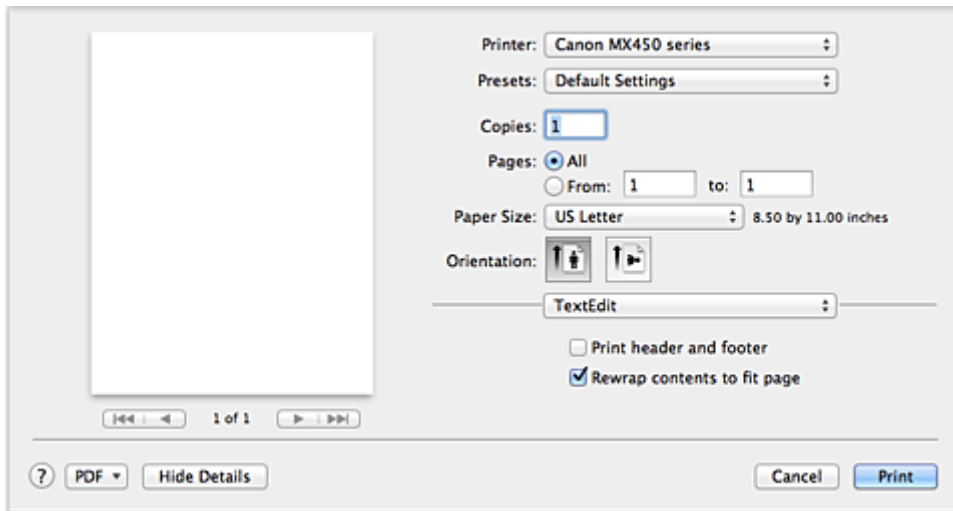 Printer: Canon MX450 series
Presets: Default Settings
Copies: 1
Pages: All
From: 1 to: 1
Paper Size: US Letter 8.50 by 11.00 inches
Orientation:
TextEdit
Print header and footer
Rewrap contents to fit page
1 of 1
? PDF Hide Details Cancel Print